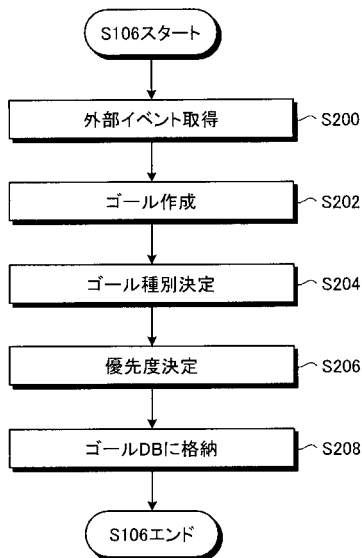 S106スタート
外部イベント取得 S200
ゴール作成 S202
ゴール種別決定 S204
優先度決定 S206
ゴールDBに格納 S208
S106エンド